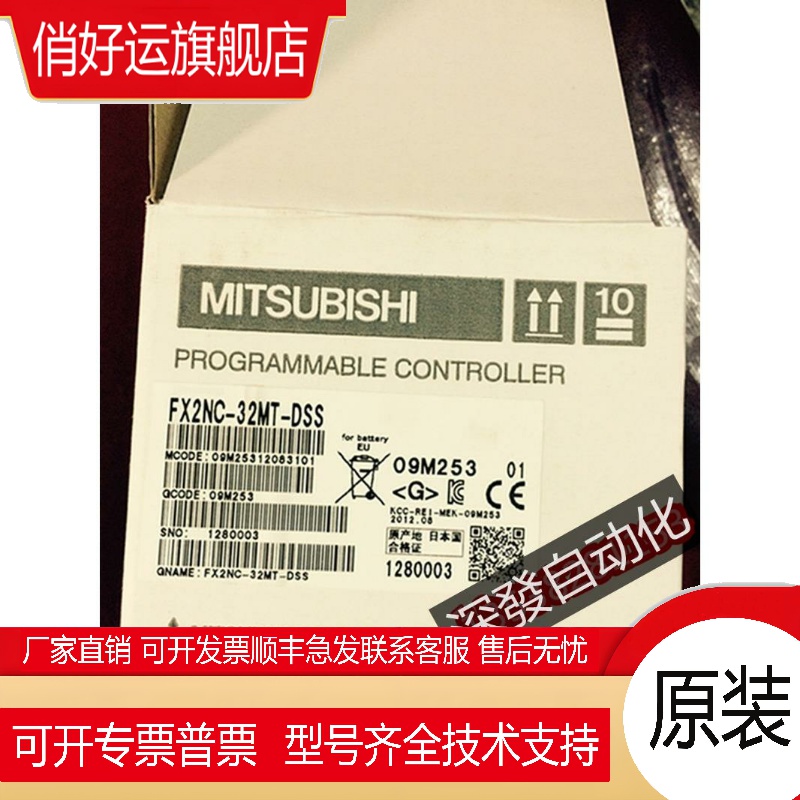 俏好运旗舰店
MITSUBISHI
10
PROGRAMMABLE CONTROLLER
FX2NC-32MT-DSS
MCODE:09M25312083101
QCODE:09M253
SNO: 1280003
QNAME:FX2NC-32MT-DSS
for battery
EU
09M253 01
<G>
CE
KCC-REI-MEK-09M253
2012.08
原产地 日本国
合格证
1280003
深發自动化
厂家直销 可开发票顺丰急发联系客服 售后无忧
可开专票普票 型号齐全技术支持
原装